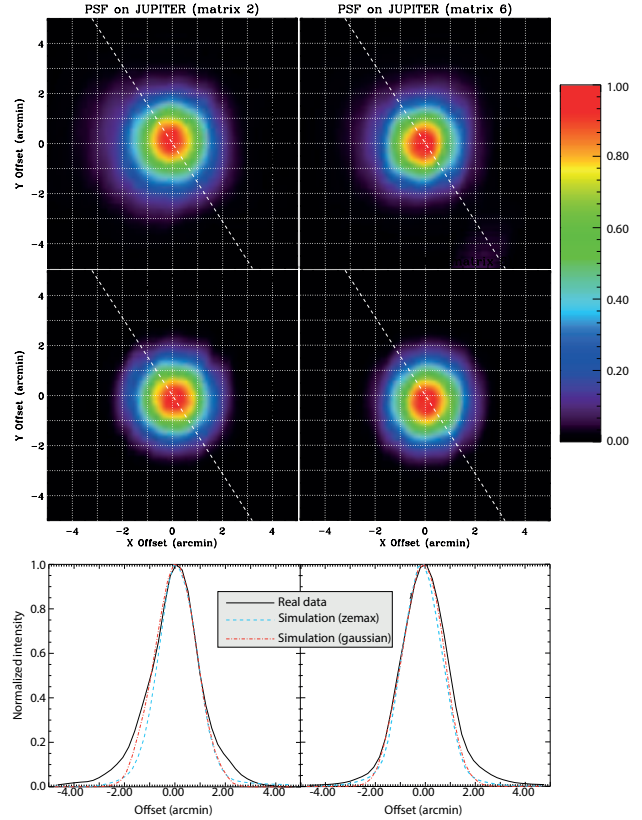 PSF on JUPITER (matrix 2)
PSF on JUPITER (matrix 6)
4
2
0
-2
-4
Y Offset (arcmin)
1.00
0.80
0.60
0.40
0.20
0.00
4
2
0
-2
-4
Y Offset (arcmin)
-4 -2 0 2 4
X Offset (arcmin)
-4 -2 0 2 4
X Offset (arcmin)
1.0
0.8
0.6
0.4
0.2
0.0
Normalized intensity
Real data
Simulation (zemax)
Simulation (gaussian)
-4.00 -2.00 0.00 2.00 4.00
Offset (arcmin)
-4.00 -2.00 0.00 2.00 4.00
Offset (arcmin)